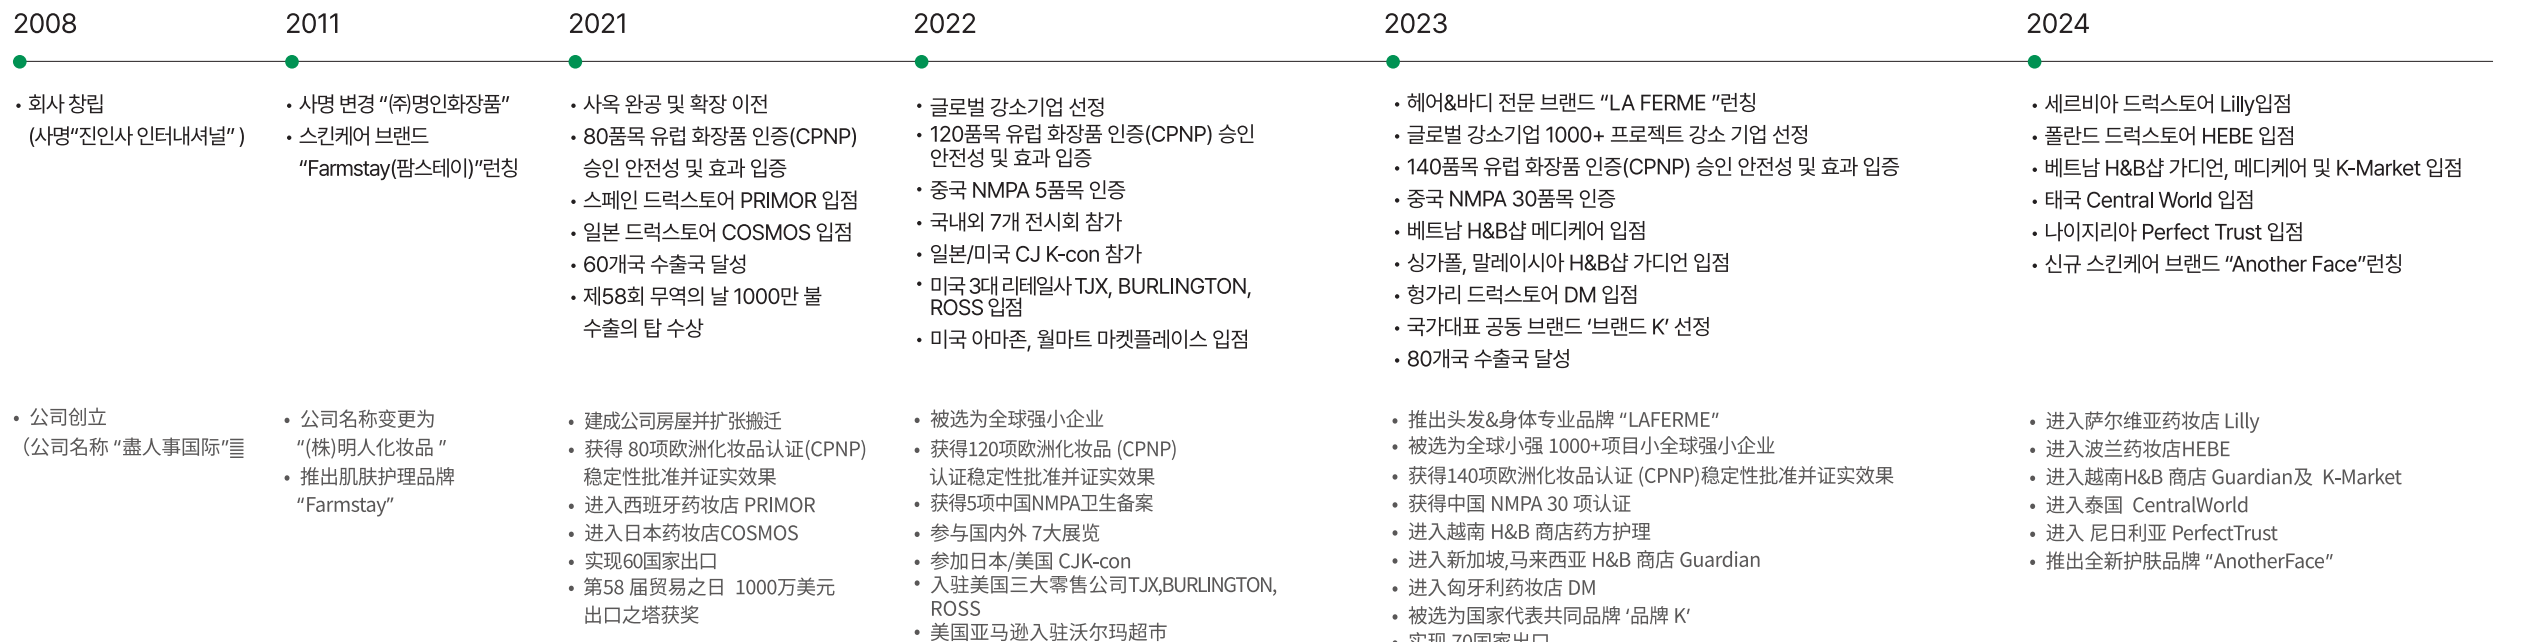 2008
• 회사 창립
(사명“진인사 인터내셔널” )
2011
• 사명 변경 “㈜명인화장품”
• 스킨케어 브랜드
“Farmstay(팜스테이)”런칭
2021
• 사옥 완공 및 확장 이전
• 80품목 유럽 화장품 인증(CPNP)
승인 안전성 및 효과 입증
• 스페인 드럭스토어 PRIMOR 입점
• 일본 드럭스토어 COSMOS 입점
• 60개국 수출국 달성
• 제58회 무역의 날 1000만 불
수출의 탑 수상
2022
• 글로벌 강소기업 선정
• 120품목 유럽 화장품 인증(CPNP) 승인
안전성 및 효과 입증
• 중국 NMPA 5품목 인증
• 국내외 7개 전시회 참가
• 일본/미국 CJ K-con 참가
• 미국 3대 리테일사 TJX, BURLINGTON,
ROSS 입점
• 미국 아마존, 월마트 마켓플레이스 입점
2023
• 헤어&바디 전문 브랜드 “LA FERME ”런칭
• 글로벌 강소기업 1000+ 프로젝트 강소 기업 선정
• 140품목 유럽 화장품 인증(CPNP) 승인 안전성 및 효과 입증
• 중국 NMPA 30품목 인증
• 베트남 H&B샵 메디케어 입점
• 싱가폴, 말레이시아 H&B샵 가디언 입점
• 헝가리 드럭스토어 DM 입점
• 국가대표 공동 브랜드 ‘브랜드 K’ 선정
• 80개국 수출국 달성
2024
• 세르비아 드럭스토어 Lilly입점
• 폴란드 드럭스토어 HEBE 입점
• 베트남 H&B샵 가디언, 메디케어 및 K-Market 입점
• 태국 Central World 입점
• 나이지리아 Perfect Trust 입점
• 신규 스킨케어 브랜드 “Another Face”런칭
• 公司创立
（公司名称 “盡人事国际”
• 公司名称变更为
“(株)明人化妆品 ”
• 推出肌肤护理品牌
“Farmstay”
• 建成公司房屋并扩张搬迁
• 获得 80项欧洲化妆品认证(CPNP)
稳定性批准并证实效果
• 进入西班牙药妆店 PRIMOR
• 进入日本药妆店COSMOS
• 实现60国家出口
• 第58 届贸易之日 1000万美元
出口之塔获奖
• 被选为全球强小企业
• 获得120项欧洲化妆品 (CPNP)
认证稳定性批准并证实效果
• 获得5项中国NMPA卫生备案
• 参与国内外 7大展览
• 参加日本/美国 CJK-con
• 入驻美国三大零售公司TJX,BURLINGTON,
ROSS
• 美国亚马逊入驻沃尔玛超市
• 推出头发&身体专业品牌 “LAFERME”
• 被选为全球小强 1000+项目小全球强小企业
• 获得140项欧洲化妆品认证 (CPNP)稳定性批准并证实效果
• 获得中国 NMPA 30 项认证
• 进入越南 H&B 商店药方护理
• 进入新加坡,马来西亚 H&B 商店 Guardian
• 进入匈牙利药妆店 DM
• 被选为国家代表共同品牌 ‘品牌 K’
• 实现 70国家出口
• 进入萨尔维亚药妆店 Lilly
• 进入波兰药妆店HEBE
• 进入越南H&B 商店 Guardian及 K-Market
• 进入泰国 CentralWorld
• 进入 尼日利亚 PerfectTrust
• 推出全新护肤品牌 “AnotherFace”